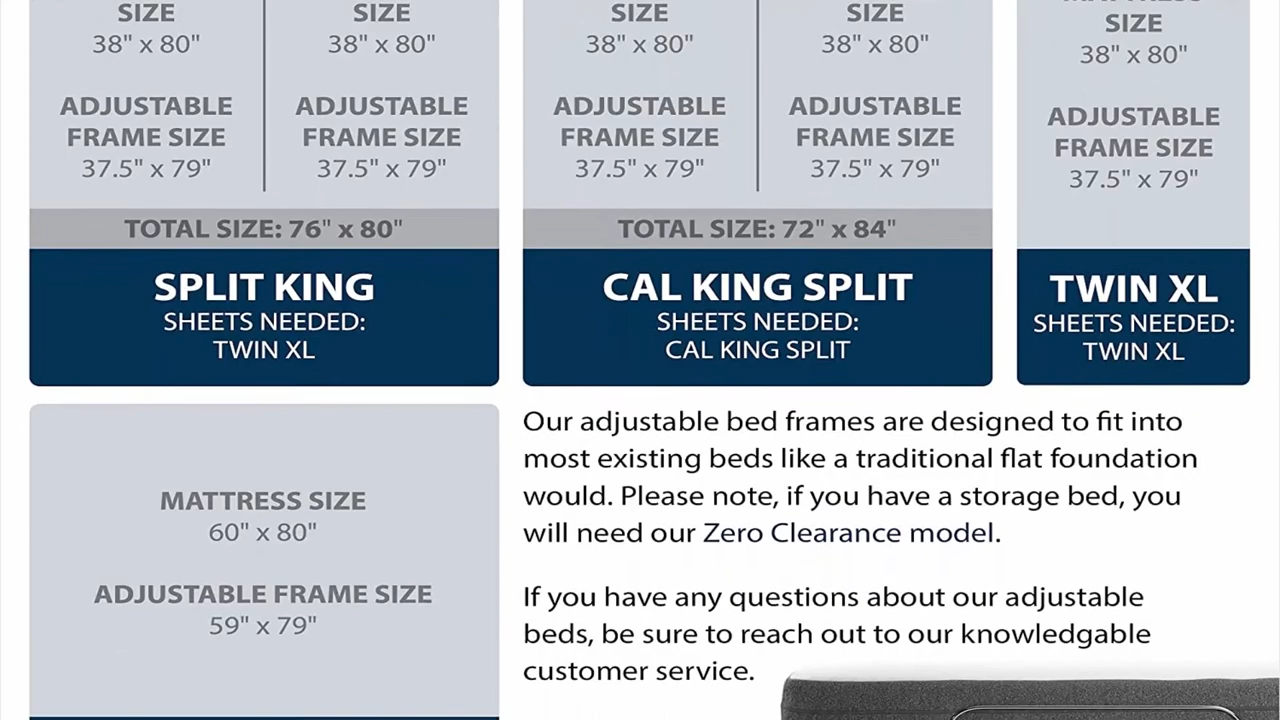 SIZE
38" x 80"
ADJUSTABLE
FRAME SIZE
37.5" x 79"
SIZE
38" x 80"
ADJUSTABLE
FRAME SIZE
37.5" x 79"
TOTAL SIZE: 76" x 80"
SPLIT KING
SHEETS NEEDED:
TWIN XL
SIZE
38" x 80"
ADJUSTABLE
FRAME SIZE
37.5" x 79"
SIZE
38" x 80"
ADJUSTABLE
FRAME SIZE
37.5" x 79"
TOTAL SIZE: 72" x 84"
CAL KING SPLIT
SHEETS NEEDED:
CAL KING SPLIT
SIZE
38" x 80"
ADJUSTABLE
FRAME SIZE
37.5" x 79"
TWIN XL
SHEETS NEEDED:
TWIN XL
MATTRESS SIZE
60" x 80"
ADJUSTABLE FRAME SIZE
59" x 79"
Our adjustable bed frames are designed to fit into
most existing beds like a traditional flat foundation
would. Please note, if you have a storage bed, you
will need our Zero Clearance model.
If you have any questions about our adjustable
beds, be sure to reach out to our knowledgable
customer service.